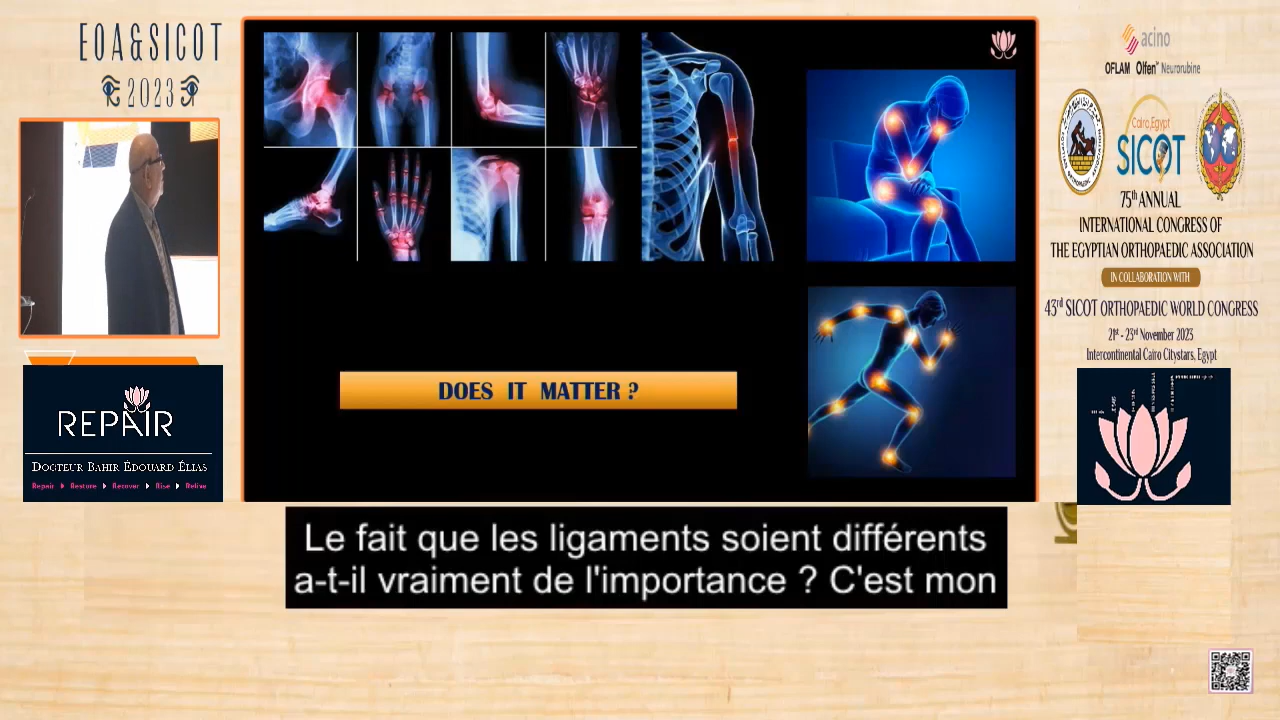 EOA&SICOT
2023
REPAIR
DOCTEUR BAHIR ÉDOUARD ÉLIAS
Repair Restore Recover Rise Relive
DOES IT MATTER ?
Le fait que les ligaments soient différents
a-t-il vraiment de l'importance ? C'est mon
acino
OFLAM Olfen Neurorubine
Cairo, Egypt
SICOT
75th ANNUAL
INTERNATIONAL CONGRESS OF
THE EGYPTIAN ORTHOPAEDIC ASSOCIATION
IN COLLABORATION WITH
43rd SICOT ORTHOPAEDIC WORLD CONGRESS
21st - 23rd November 2023
Intercontinental Cairo Citystars, Egypt